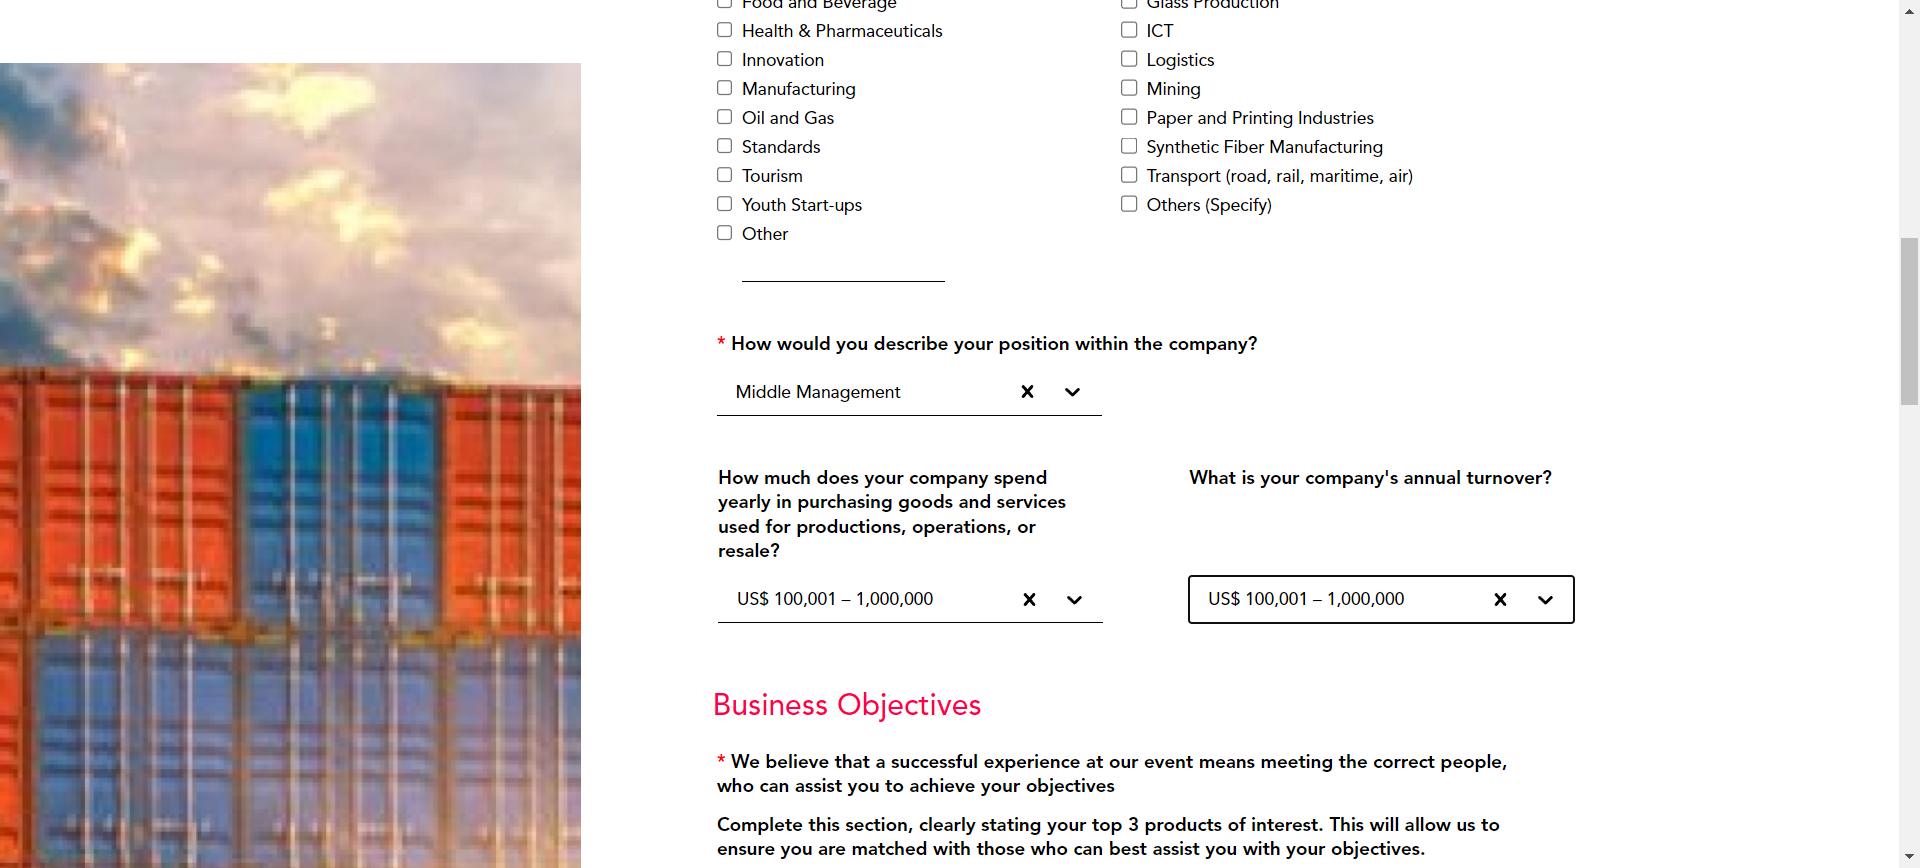 Food and Beverage
Glass Production
Health & Pharmaceuticals
ICT
Innovation
Logistics
Manufacturing
Mining
Oil and Gas
Paper and Printing Industries
Standards
Synthetic Fiber Manufacturing
Tourism
Transport (road, rail, maritime, air)
Youth Start-ups
Others (Specify)
Other
* How would you describe your position within the company?
Middle Management
How much does your company spend
yearly in purchasing goods and services
used for productions, operations, or
resale?
US$ 100,001 – 1,000,000
What is your company's annual turnover?
US$ 100,001 – 1,000,000
Business Objectives
* We believe that a successful experience at our event means meeting the correct people,
who can assist you to achieve your objectives
Complete this section, clearly stating your top 3 products of interest. This will allow us to
ensure you are matched with those who can best assist you with your objectives.